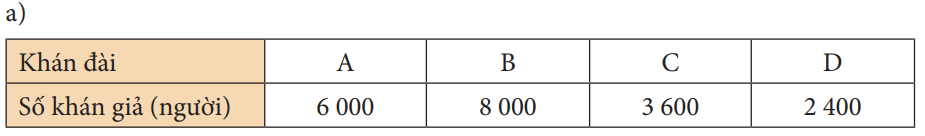 a)
Khán đài A B C D
Số khán giả (người) 6 000 8 000 3 600 2 400